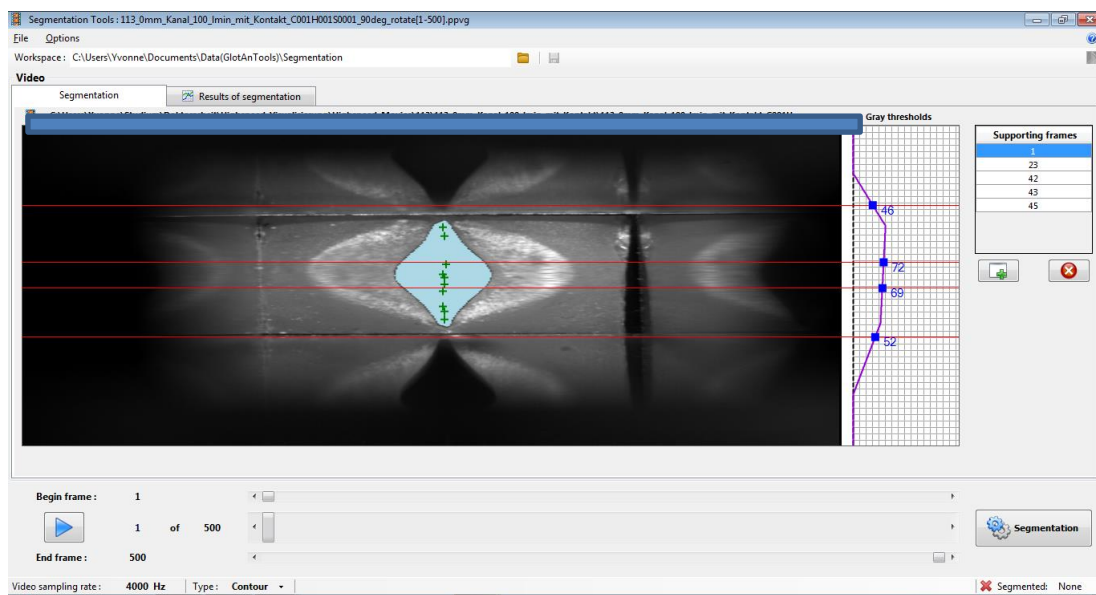 Segmentation Tools : 113_0mm_Kanal_100_lmin_mit_Kontakt_C001H001S0001_90deg_rotate[1-500].ppvg
File Options
Workspace : C:\Users\Yvonne\Documents\Data(GlotAnTools)\Segmentation
Video
Segmentation Results of segmentation
Gray thresholds
Supporting frames
1
23
42
43
45
46
72
69
52
Begin frame : 1
1 of 500
Segmentation
End frame : 500
Video sampling rate : 4000 Hz Type : Contour Segmented: None